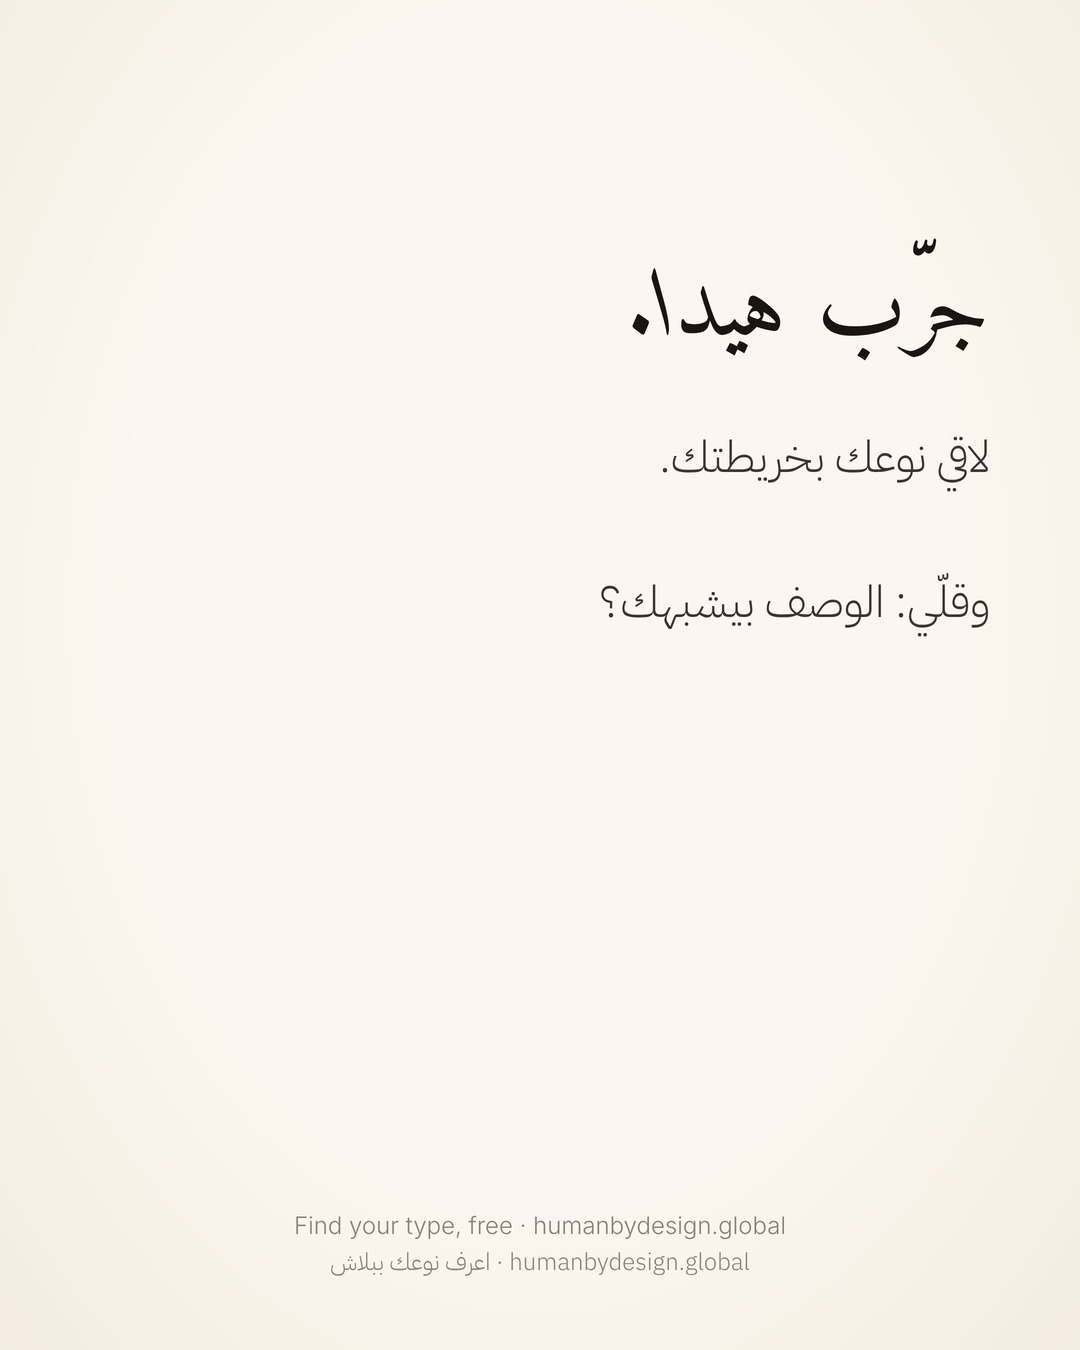 جرّب هيدا.
لاقي نوعك بخريطتك.
وقلّي: الوصف بيشبهك؟
Find your type, free · humanbydesign.global
اعرف نوعك ببلاش · humanbydesign.global